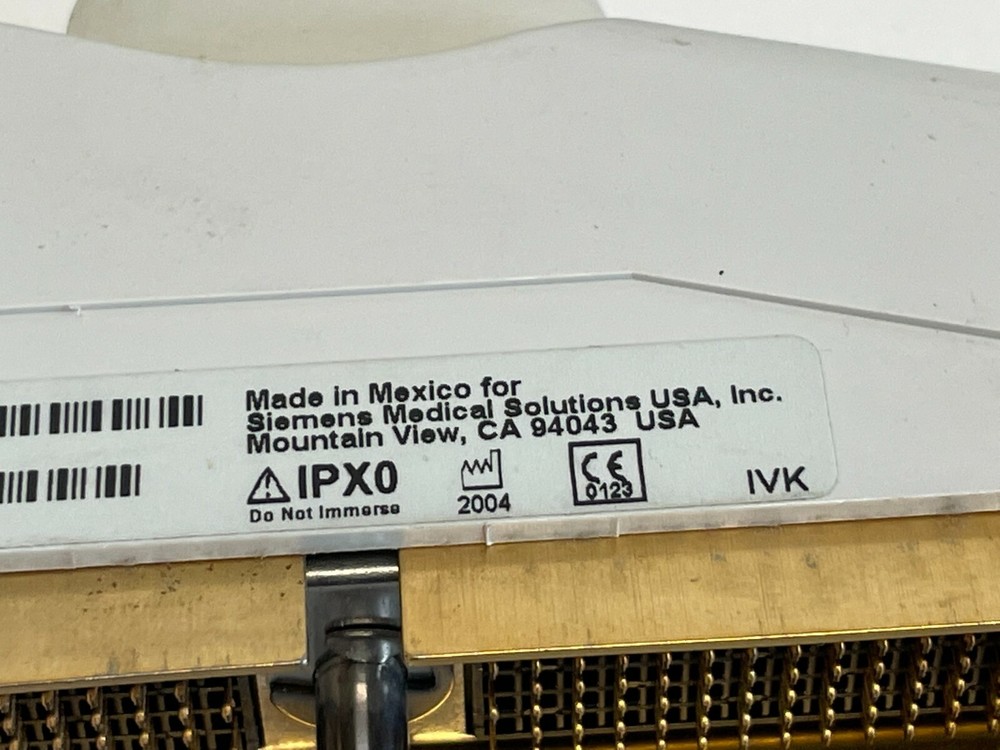 Made in Mexico for
Siemens Medical Solutions USA, Inc.
Mountain View, CA 94043 USA
IPX0
Do Not Immerse
2004
CE
0123
IVK